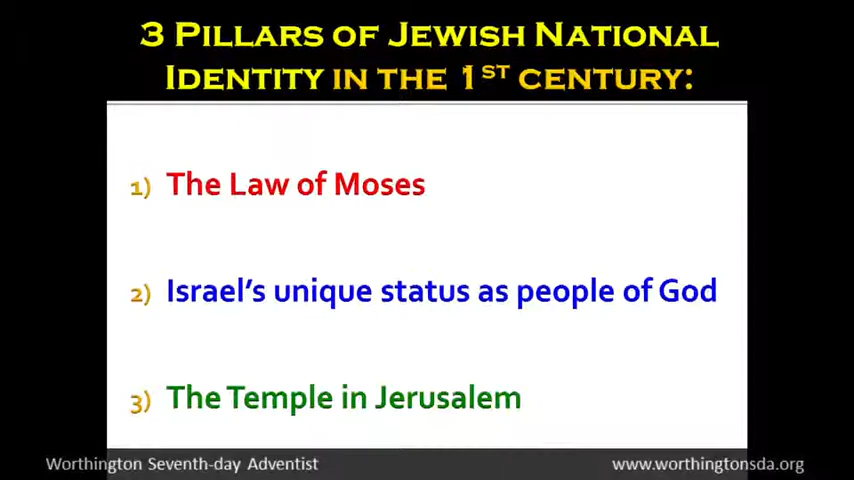 3 Pillars of Jewish National
Identity in the 1st century:
1) The Law of Moses
2) Israel's unique status as people of God
3) The Temple in Jerusalem
Worthington Seventh-day Adventist www.worthingtonsda.org